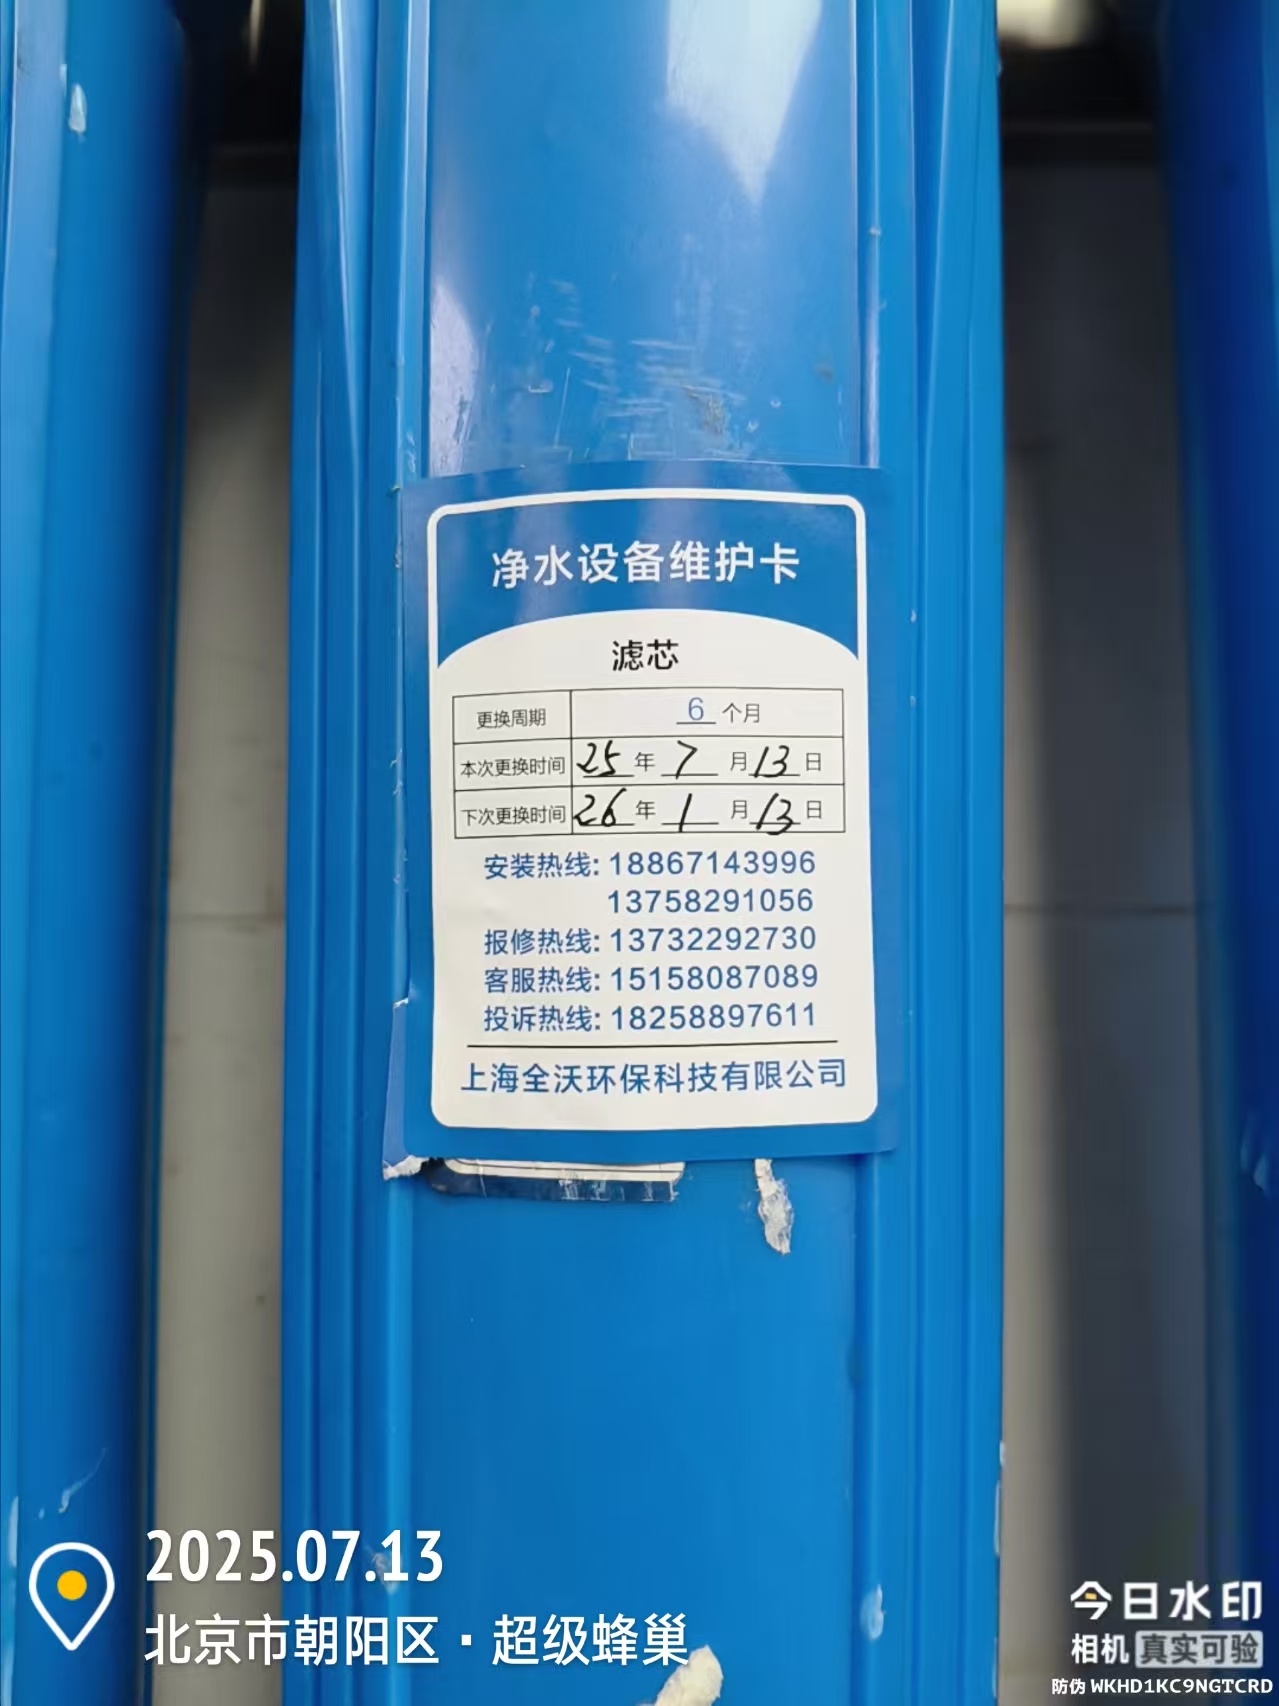 净水设备维护卡
滤芯
更换周期 6 个月
本次更换时间 25 年 7 月 13 日
下次更换时间 26 年 1 月 13 日
安装热线: 18867143996
13758291056
报修热线: 13732292730
客服热线: 15158087089
投诉热线: 18258897611
上海全沃环保科技有限公司
2025.07.13
北京市朝阳区·超级蜂巢
今日水印
相机 真实可验
防伪 WKHD1KC9NGTCRD